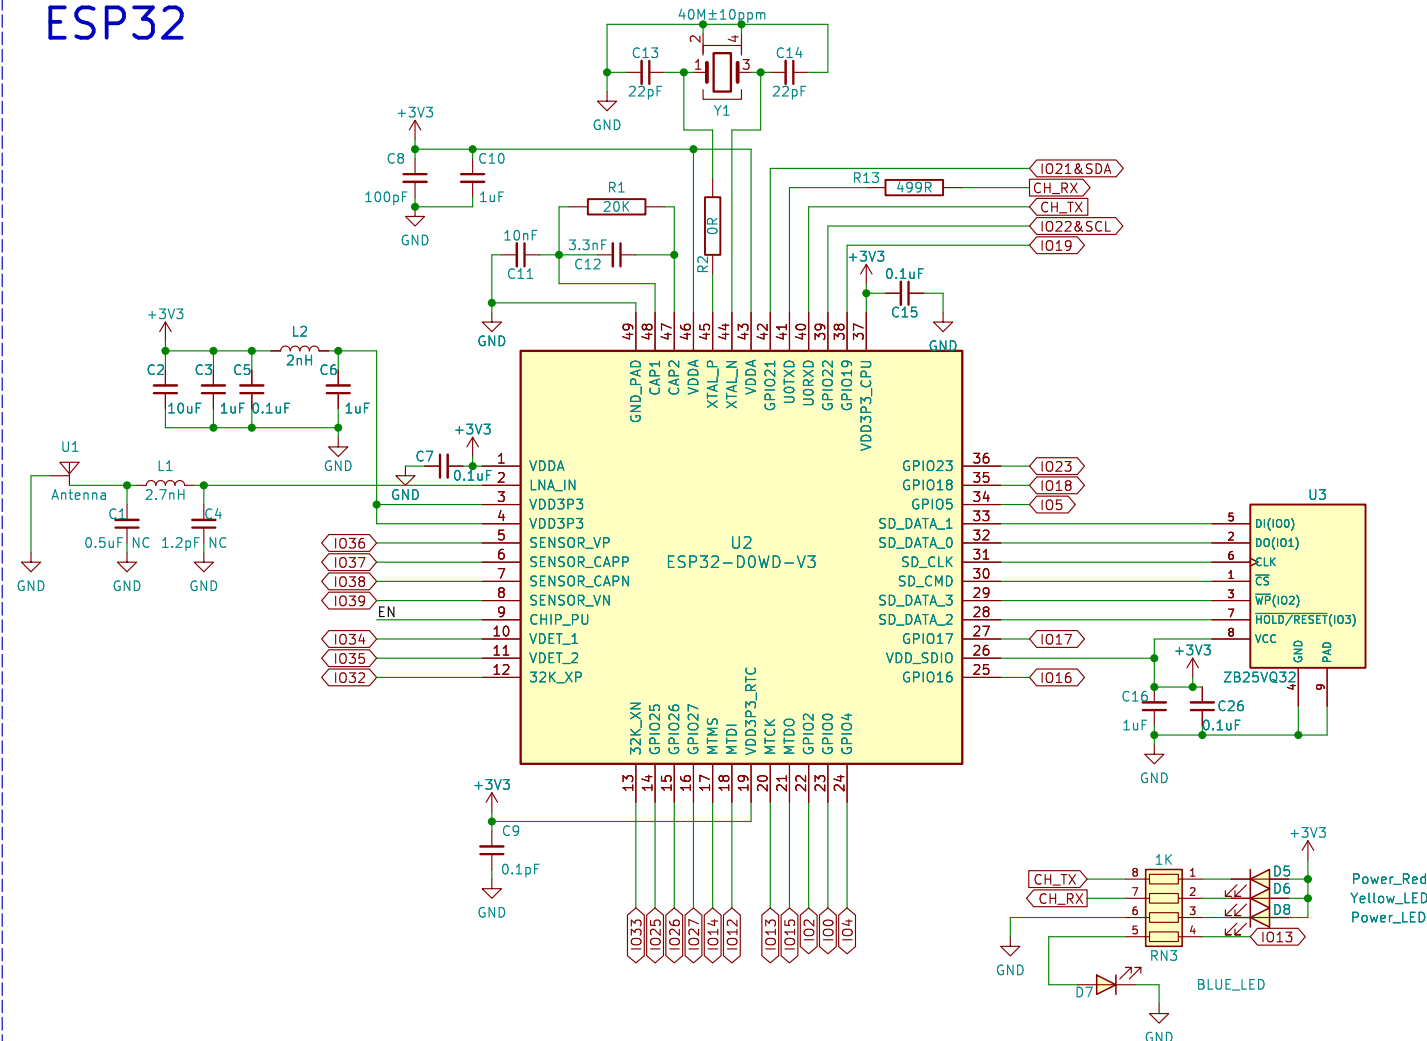 ESP32
40M±10ppm
2
4
C13
1
3
C14
22pF
22pF
Y1
GND
+3V3
C8
C10
100pF
1uF
GND
R1
20K
10nF
3.3nF
C11
C12
GND
0R
R2
R13
499R
IO21&SDA
CH_RX
CH_TX
IO22&SCL
IO19
+3V3
0.1uF
C15
GND
+3V3
L2
2nH
C2
C3
C5
C6
10uF
1uF
0.1uF
1uF
GND
49
48
47
46
45
44
43
42
41
40
39
38
37
GND_PAD
CAP1
CAP2
VDDA
XTAL_P
XTAL_N
VDDA
GPIO21
U0TXD
U0RXD
GPIO22
GPIO19
VDD3P3_CPU
+3V3
C7
0.1uF
GND
U1
Antenna
L1
2.7nH
C1
C4
0.5uF NC
1.2pF NC
GND
GND
GND
1 VDDA
2 LNA_IN
3 VDD3P3
4 VDD3P3
IO36 5 SENSOR_VP
IO37 6 SENSOR_CAPP
IO38 7 SENSOR_CAPN
IO39 8 SENSOR_VN
EN 9 CHIP_PU
IO34 10 VDET_1
IO35 11 VDET_2
IO32 12 32K_XP
U2
ESP32-D0WD-V3
GPIO23 36 IO23
GPIO18 35 IO18
GPIO5 34 IO5
SD_DATA_1 33
SD_DATA_0 32
SD_CLK 31
SD_CMD 30
SD_DATA_3 29
SD_DATA_2 28
GPIO17 27 IO17
VDD_SDIO 26
GPIO16 25 IO16
U3
5 DI(IO0)
2 DO(IO1)
6 CLK
1 CS
3 WP(IO2)
7 HOLD/RESET(IO3)
8 VCC
GND
PAD
ZB25VQ32
4
9
+3V3
C16
C26
1uF
0.1uF
GND
32K_XN
GPIO25
GPIO26
GPIO27
MTMS
MTDI
VDD3P3_RTC
MTCK
MTDO
GPIO2
GPIO0
GPIO4
13
14
15
16
17
18
19
20
21
22
23
24
+3V3
C9
0.1pF
GND
IO33
IO25
IO26
IO27
IO14
IO12
IO13
IO15
IO2
IO0
IO4
+3V3
1K
CH_TX 8 1 D5 Power_Red
CH_RX 7 2 D6 Yellow_LED
6 3 D8 Power_LED
5 4 IO13
RN3
GND
D7
BLUE_LED
GND